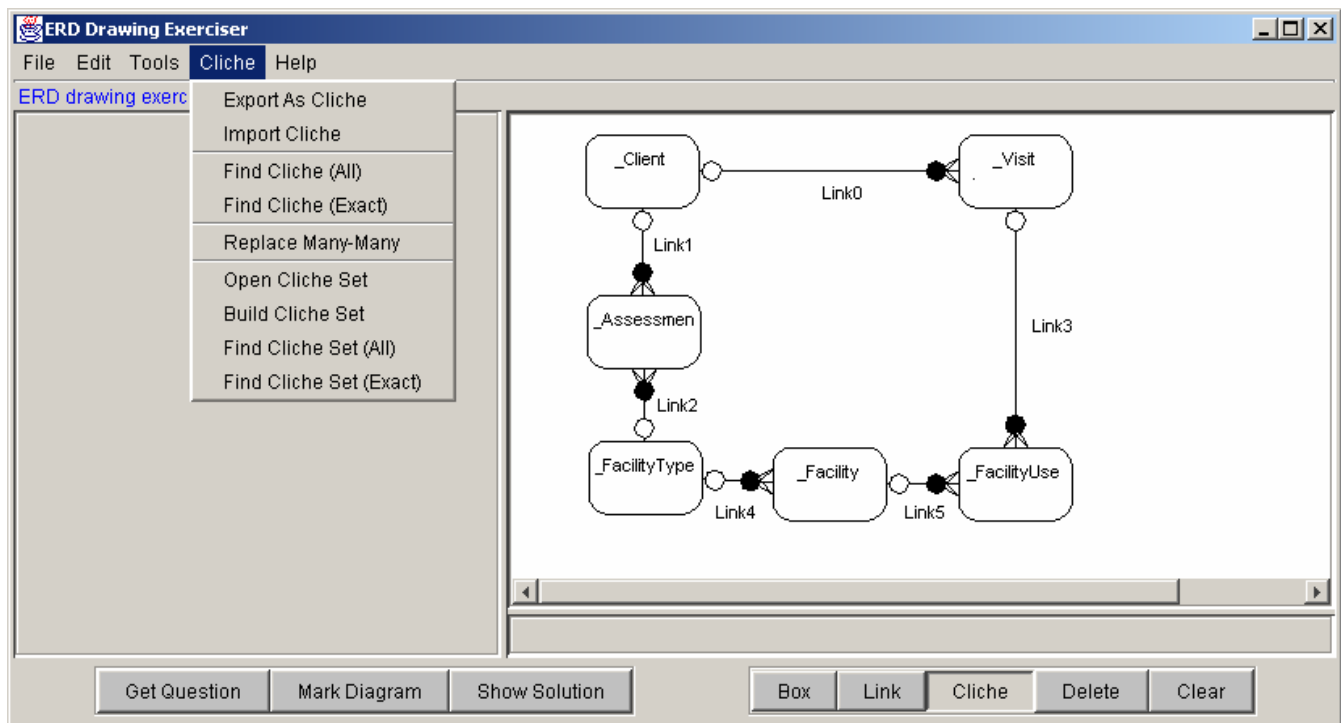 ERD Drawing Exerciser
File Edit Tools Cliche Help
ERD drawing exerc
Export As Cliche
Import Cliche
Find Cliche (All)
Find Cliche (Exact)
Replace Many-Many
Open Cliche Set
Build Cliche Set
Find Cliche Set (All)
Find Cliche Set (Exact)
_Client
_Visit
Link0
Link1
_Assessmen
Link3
Link2
_FacilityType
_Facility
_FacilityUse
Link4
Link5
Get Question Mark Diagram Show Solution Box Link Cliche Delete Clear